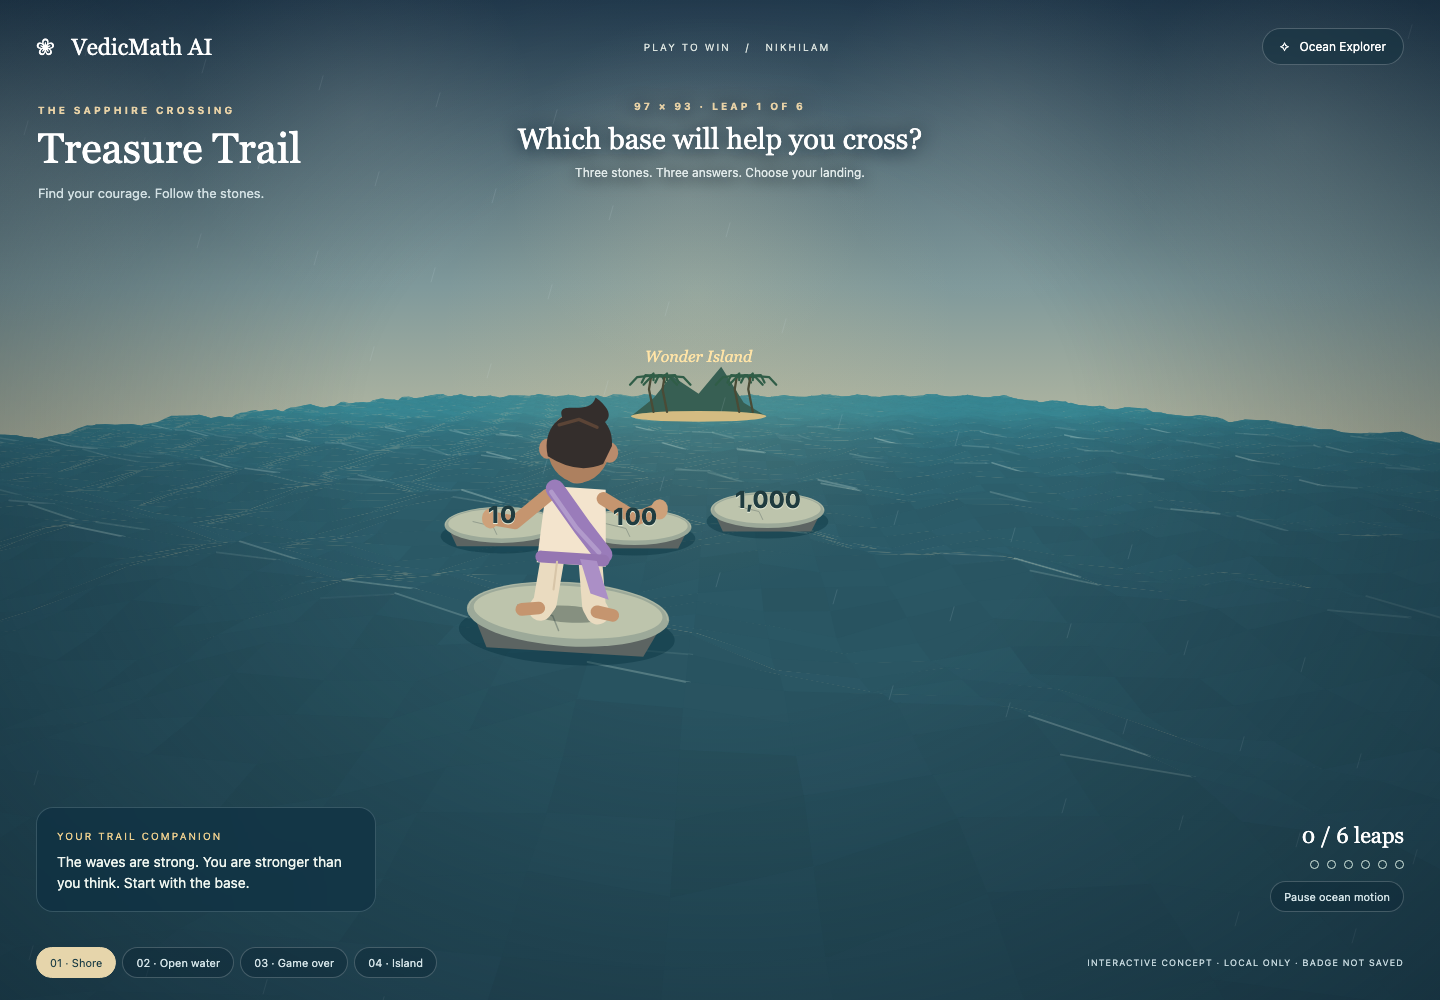 VedicMath AI
PLAY TO WIN / NIKHILAM
Ocean Explorer
THE SAPPHIRE CROSSING
Treasure Trail
Find your courage. Follow the stones.
97 × 93 · LEAP 1 OF 6
Which base will help you cross?
Three stones. Three answers. Choose your landing.
Wonder Island
10
100
1,000
YOUR TRAIL COMPANION
The waves are strong. You are stronger than
you think. Start with the base.
0 / 6 leaps
Pause ocean motion
01 · Shore
02 · Open water
03 · Game over
04 · Island
INTERACTIVE CONCEPT · LOCAL ONLY · BADGE NOT SAVED